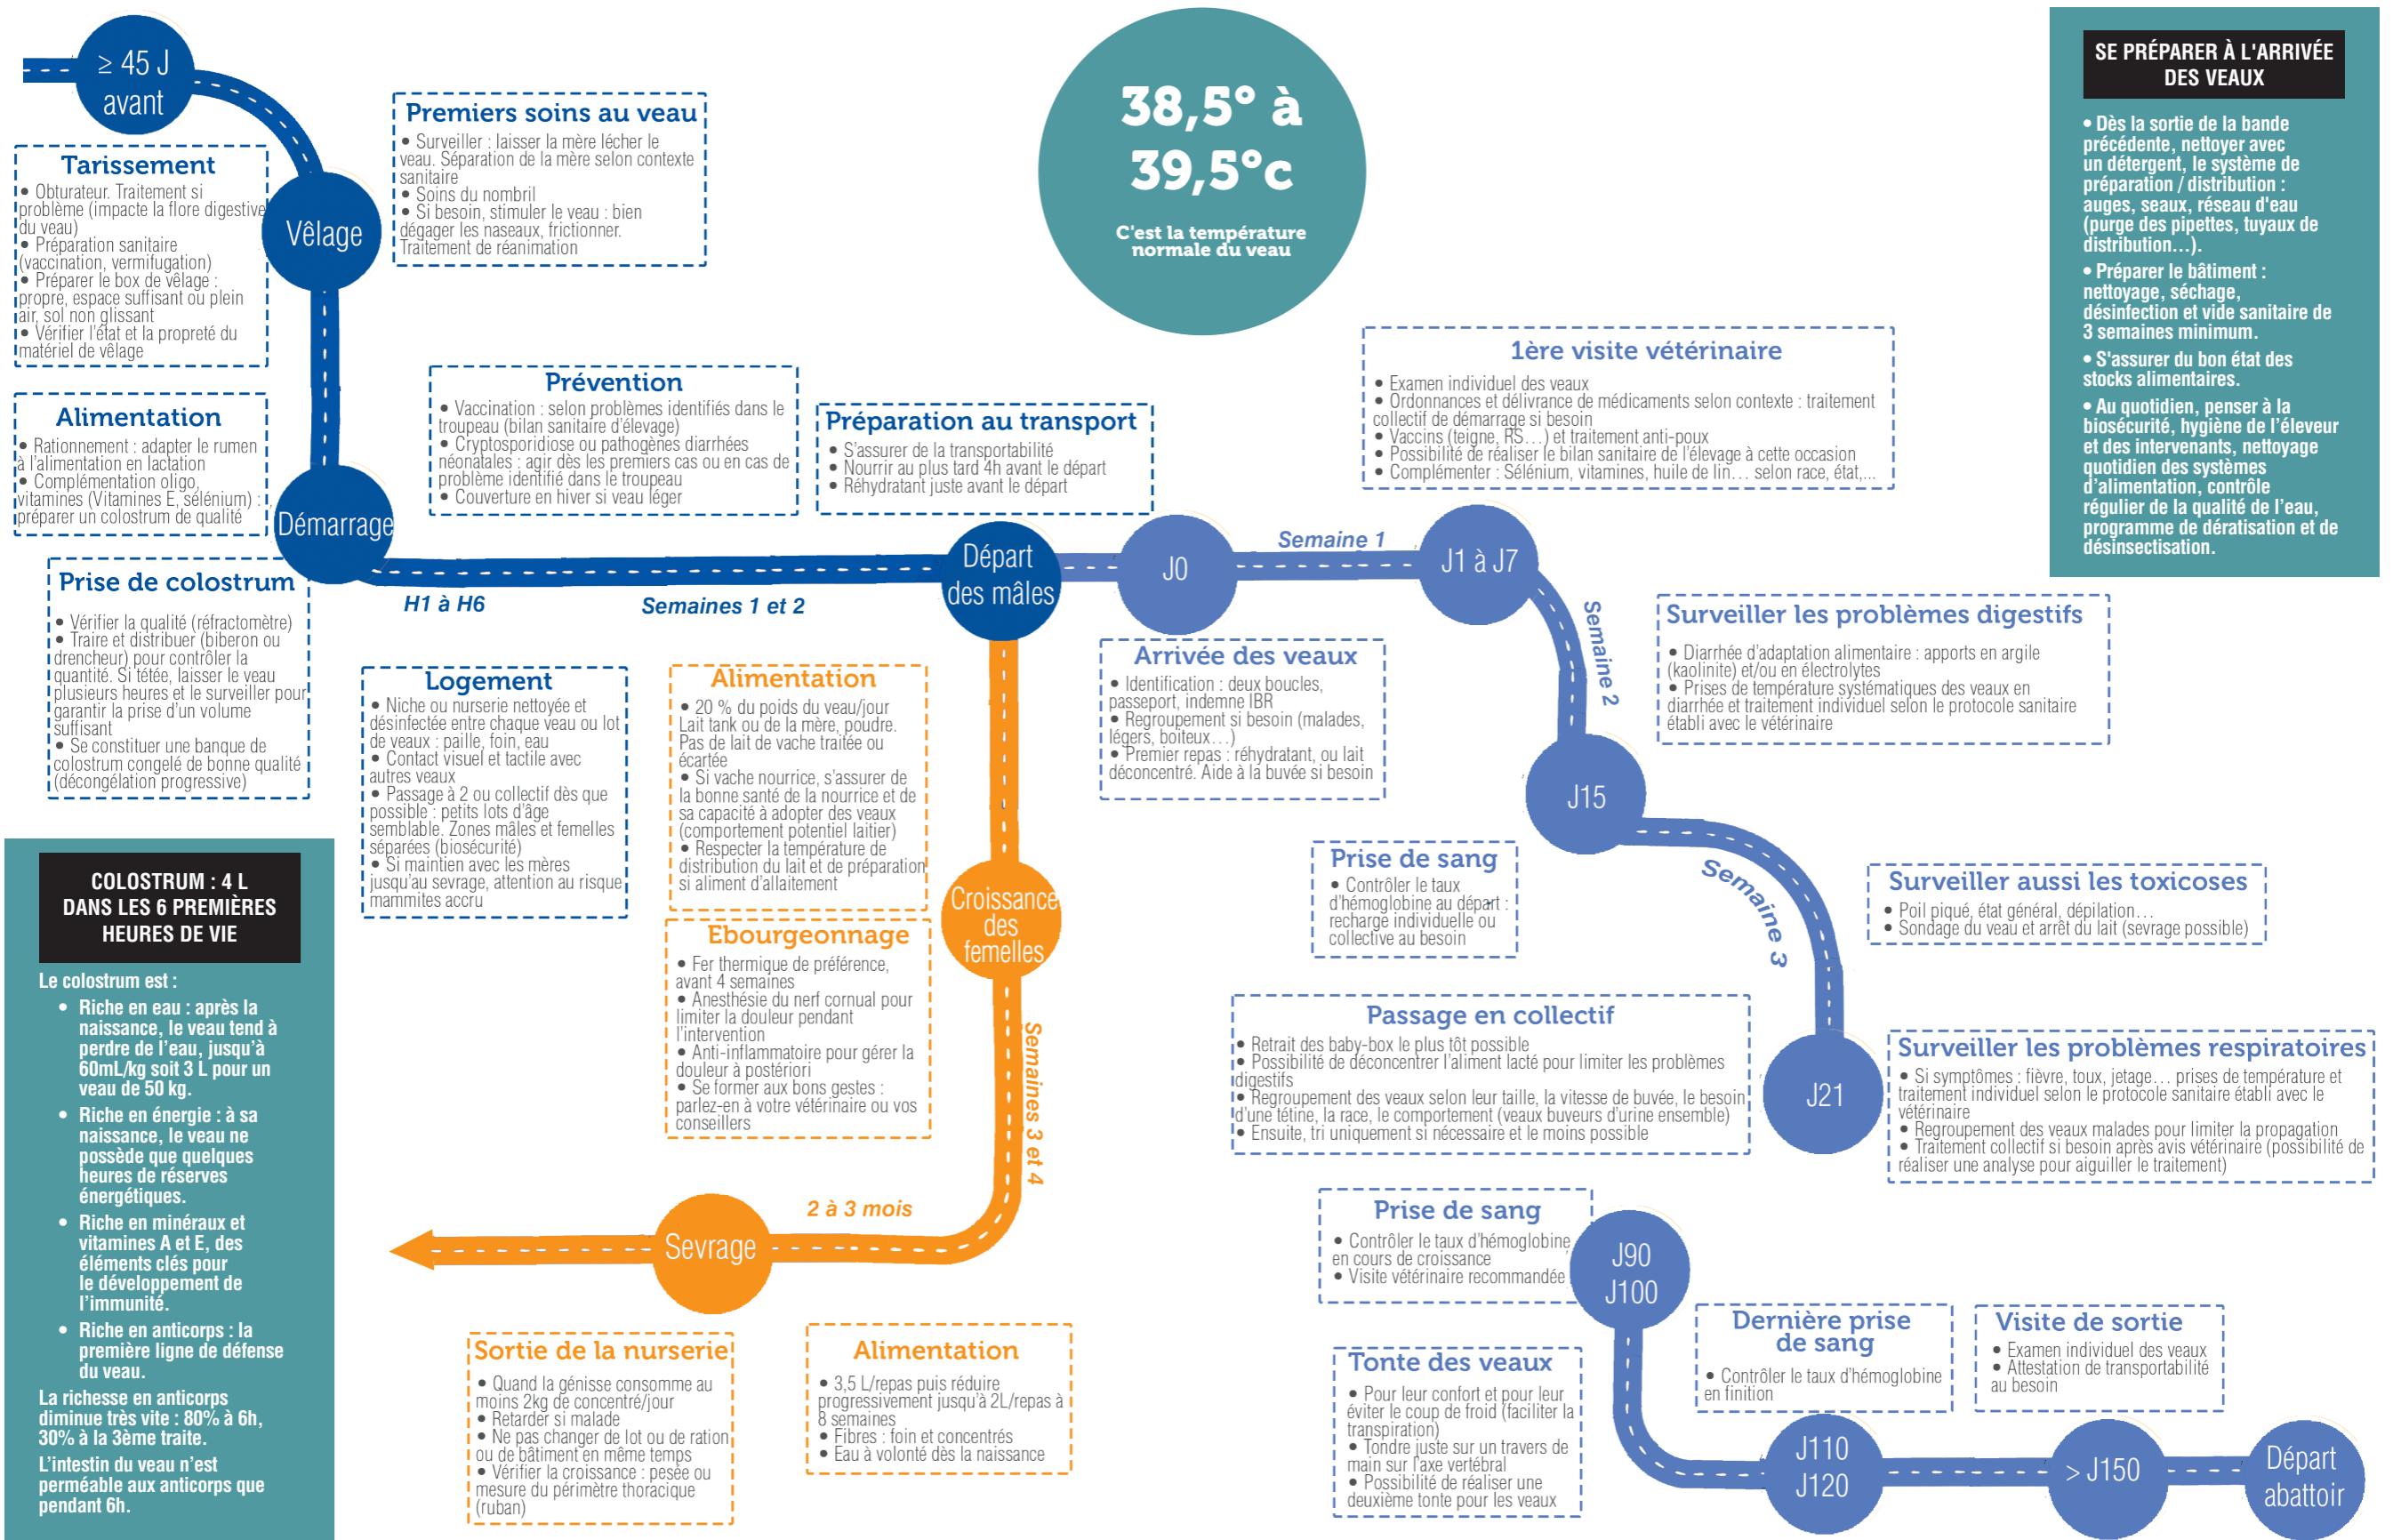 ≥ 45 J
avant
Tarissement
• Obturateur. Traitement si
problème (impacte la flore digestive
du veau)
• Préparation sanitaire
(vaccination, vermifugation)
• Préparer le box de vêlage :
propre, espace suffisant ou plein
air, sol non glissant
• Vérifier l'état et la propreté du
matériel de vêlage
Vêlage
Premiers soins au veau
• Surveiller : laisser la mère lécher le
veau. Séparation de la mère selon contexte
sanitaire
• Soins du nombril
• Si besoin, stimuler le veau : bien
dégager les naseaux, frictionner.
Traitement de réanimation
38,5° à
39,5°c
C'est la température
normale du veau
SE PRÉPARER À L'ARRIVÉE
DES VEAUX
• Dès la sortie de la bande
précédente, nettoyer avec
un détergent, le système de
préparation / distribution :
auges, seaux, réseau d'eau
(purge des pipettes, tuyaux de
distribution...).
• Préparer le bâtiment :
nettoyage, séchage,
désinfection et vide sanitaire de
3 semaines minimum.
• S'assurer du bon état des
stocks alimentaires.
• Au quotidien, penser à la
biosécurité, hygiène de l'éleveur
et des intervenants, nettoyage
quotidien des systèmes
d'alimentation, contrôle
régulier de la qualité de l'eau,
programme de dératisation et de
désinsectisation.
Alimentation
• Rationnement : adapter le rumen
à l'alimentation en lactation
• Complémentation oligo,
vitamines (Vitamines E, sélénium) :
préparer un colostrum de qualité
Démarrage
Prévention
• Vaccination : selon problèmes identifiés dans le
troupeau (bilan sanitaire d'élevage)
• Cryptosporidiose ou pathogènes diarrhées
néonatales : agir dès les premiers cas ou en cas de
problème identifié dans le troupeau
• Couverture en hiver si veau léger
Préparation au transport
• S'assurer de la transportabilité
• Nourrir au plus tard 4h avant le départ
• Réhydratant juste avant le départ
1ère visite vétérinaire
• Examen individuel des veaux
• Ordonnances et délivrance de médicaments selon contexte : traitement
collectif de démarrage si besoin
• Vaccins (teigne, RS...) et traitement anti-poux
• Possibilité de réaliser le bilan sanitaire de l'élevage à cette occasion
• Complémenter : Sélénium, vitamines, huile de lin... selon race, état,...
Prise de colostrum
• Vérifier la qualité (réfractomètre)
• Traire et distribuer (biberon ou
drencheur) pour contrôler la
quantité. Si tétée, laisser le veau
plusieurs heures et le surveiller pour
garantir la prise d'un volume
suffisant
• Se constituer une banque de
colostrum congelé de bonne qualité
(décongélation progressive)
H1 à H6
Semaines 1 et 2
Départ
des mâles
J0
Semaine 1
J1 à J7
Semaine 2
Logement
• Niche ou nurserie nettoyée et
désinfectée entre chaque veau ou lot
de veaux : paille, foin, eau
• Contact visuel et tactile avec
autres veaux
• Passage à 2 ou collectif dès que
possible : petits lots d'âge
semblable. Zones mâles et femelles
séparées (biosécurité)
• Si maintien avec les mères
jusqu'au sevrage, attention au risque
mammites accru
Alimentation
• 20 % du poids du veau/jour
Lait tank ou de la mère, poudre.
Pas de lait de vache traitée ou
écartée
• Si vache nourrice, s'assurer de
la bonne santé de la nourrice et de
sa capacité à adopter des veaux
(comportement potentiel laitier)
• Respecter la température de
distribution du lait et de préparation
si aliment d'allaitement
Arrivée des veaux
• Identification : deux boucles,
passeport, indemne IBR
• Regroupement si besoin (malades,
légers, boiteux...)
• Premier repas : réhydratant, ou lait
déconcentré. Aide à la buvée si besoin
Surveiller les problèmes digestifs
• Diarrhée d'adaptation alimentaire : apports en argile
(kaolinite) et/ou en électrolytes
• Prises de température systématiques des veaux en
diarrhée et traitement individuel selon le protocole sanitaire
établi avec le vétérinaire
J15
Semaine 3
Prise de sang
• Contrôler le taux
d'hémoglobine au départ :
recharge individuelle ou
collective au besoin
Surveiller aussi les toxicoses
• Poil piqué, état général, dépilation...
• Sondage du veau et arrêt du lait (sevrage possible)
COLOSTRUM : 4 L
DANS LES 6 PREMIÈRES
HEURES DE VIE
Le colostrum est :
• Riche en eau : après la
naissance, le veau tend à
perdre de l'eau, jusqu'à
60mL/kg soit 3 L pour un
veau de 50 kg.
• Riche en énergie : à sa
naissance, le veau ne
possède que quelques
heures de réserves
énergétiques.
• Riche en minéraux et
vitamines A et E, des
éléments clés pour
le développement de
l'immunité.
• Riche en anticorps : la
première ligne de défense
du veau.
La richesse en anticorps
diminue très vite : 80% à 6h,
30% à la 3ème traite.
L'intestin du veau n'est
perméable aux anticorps que
pendant 6h.
Croissance
des
femelles
Ebourgeonnage
• Fer thermique de préférence,
avant 4 semaines
• Anesthésie du nerf cornual pour
limiter la douleur pendant
l'intervention
• Anti-inflammatoire pour gérer la
douleur à postériori
• Se former aux bons gestes :
parlez-en à votre vétérinaire ou vos
conseillers
Semaines 3 et 4
Passage en collectif
• Retrait des baby-box le plus tôt possible
• Possibilité de déconcentrer l'aliment lacté pour limiter les problèmes
digestifs
• Regroupement des veaux selon leur taille, la vitesse de buvée, le besoin
d'une tétine, la race, le comportement (veaux buveurs d'urine ensemble)
• Ensuite, tri uniquement si nécessaire et le moins possible
J21
Surveiller les problèmes respiratoires
• Si symptômes : fièvre, toux, jetage... prises de température et
traitement individuel selon le protocole sanitaire établi avec le
vétérinaire
• Regroupement des veaux malades pour limiter la propagation
• Traitement collectif si besoin après avis vétérinaire (possibilité de
réaliser une analyse pour aiguiller le traitement)
2 à 3 mois
Sevrage
Prise de sang
• Contrôler le taux d'hémoglobine
en cours de croissance
• Visite vétérinaire recommandée
J90
J100
Sortie de la nurserie
• Quand la génisse consomme au
moins 2kg de concentré/jour
• Retarder si malade
• Ne pas changer de lot ou de ration
ou de bâtiment en même temps
• Vérifier la croissance : pesée ou
mesure du périmètre thoracique
(ruban)
Alimentation
• 3,5 L/repas puis réduire
progressivement jusqu'à 2L/repas à
8 semaines
• Fibres : foin et concentrés
• Eau à volonté dès la naissance
Tonte des veaux
• Pour leur confort et pour leur
éviter le coup de froid (faciliter la
transpiration)
• Tondre juste sur un travers de
main sur l'axe vertébral
• Possibilité de réaliser une
deuxième tonte pour les veaux
Dernière prise
de sang
• Contrôler le taux d'hémoglobine
en finition
Visite de sortie
• Examen individuel des veaux
• Attestation de transportabilité
au besoin
J110
J120
> J150
Départ
abattoir